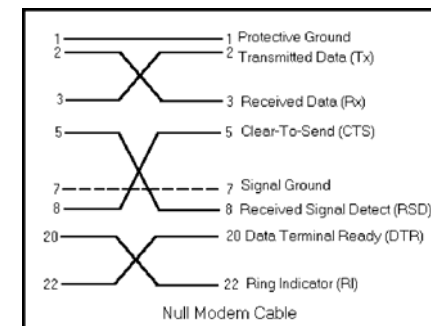 1 1 Protective Ground
2 2 Transmitted Data (Tx)
3 3 Received Data (Rx)
5 5 Clear-To-Send (CTS)
7 7 Signal Ground
8 8 Received Signal Detect (RSD)
20 20 Data Terminal Ready (DTR)
22 22 Ring Indicator (RI)
Null Modem Cable